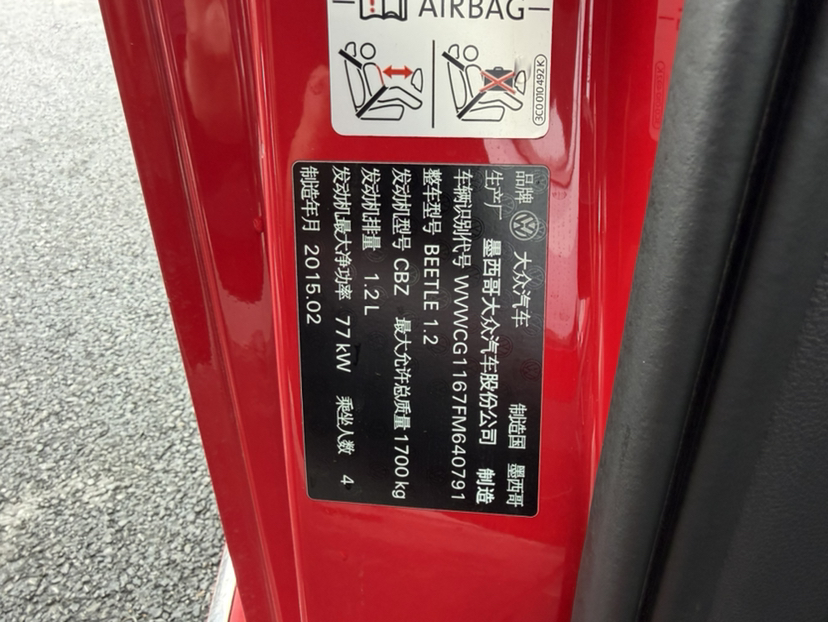 AIRBAG
3C0 010 492 K
品牌 大众汽车 制造国 墨西哥
生产厂 墨西哥大众汽车股份公司 制造
车辆识别代号 WVWCG1167FM640791
整车型号 BEETLE 1.2
发动机型号 CBZ 最大允许总质量 1700 kg
发动机排量 1.2 L
发动机最大净功率 77 kW 乘坐人数 4
制造年月 2015.02